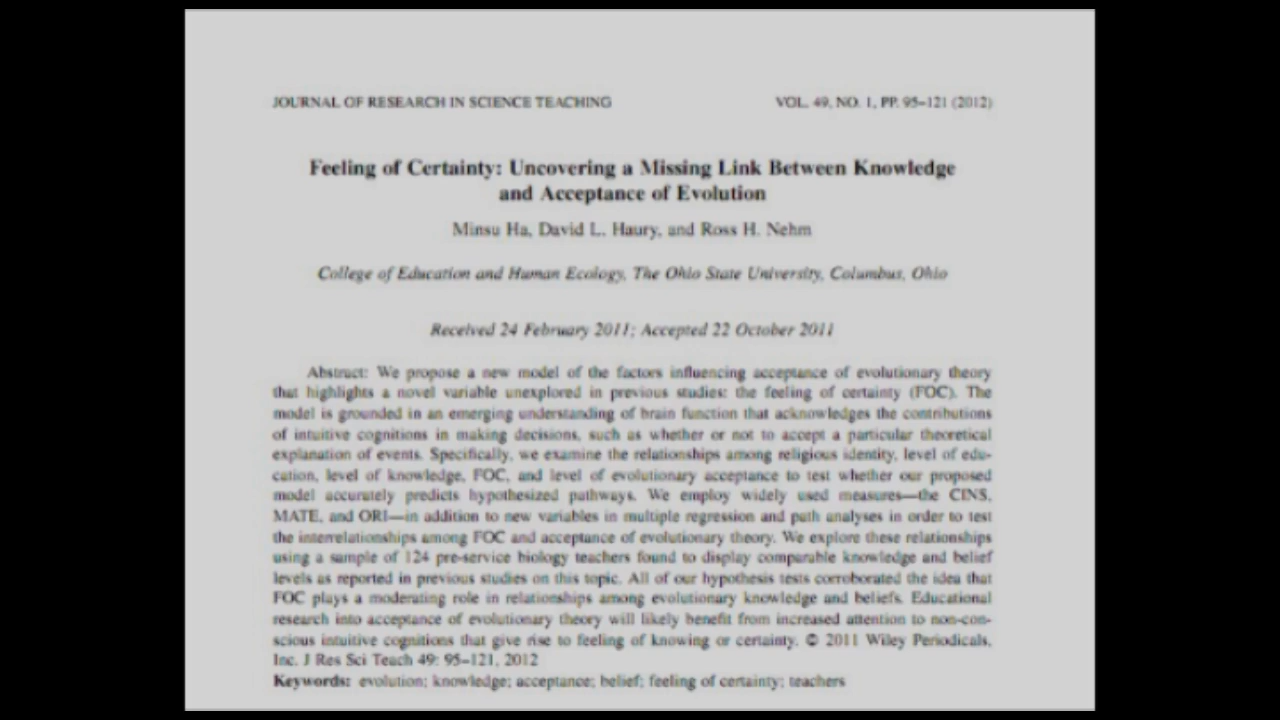 JOURNAL OF RESEARCH IN SCIENCE TEACHING VOL. 49, NO. 1, PP. 95–121 (2012)
Feeling of Certainty: Uncovering a Missing Link Between Knowledge
and Acceptance of Evolution
Minsu Ha, David L. Haury, and Ross H. Nehm
College of Education and Human Ecology, The Ohio State University, Columbus, Ohio
Received 24 February 2011; Accepted 22 October 2011
Abstract: We propose a new model of the factors influencing acceptance of evolutionary theory
that highlights a novel variable unexplored in previous studies: the feeling of certainty (FOC). The
model is grounded in an emerging understanding of brain function that acknowledges the contributions
of intuitive cognitions in making decisions, such as whether or not to accept a particular theoretical
explanation of events. Specifically, we examine the relationships among religious identity, level of edu-
cation, level of knowledge, FOC, and level of evolutionary acceptance to test whether our proposed
model accurately predicts hypothesized pathways. We employ widely used measures—the CINS,
MATE, and ORI—in addition to new variables in multiple regression and path analyses in order to test
the interrelationships among FOC and acceptance of evolutionary theory. We explore these relationships
using a sample of 124 pre-service biology teachers found to display comparable knowledge and belief
levels as reported in previous studies on this topic. All of our hypothesis tests corroborated the idea that
FOC plays a moderating role in relationships among evolutionary knowledge and beliefs. Educational
research into acceptance of evolutionary theory will likely benefit from increased attention to non-con-
scious intuitive cognitions that give rise to feeling of knowing or certainty. © 2011 Wiley Periodicals,
Inc. J Res Sci Teach 49: 95–121, 2012
Keywords: evolution; knowledge; acceptance; belief; feeling of certainty; teachers